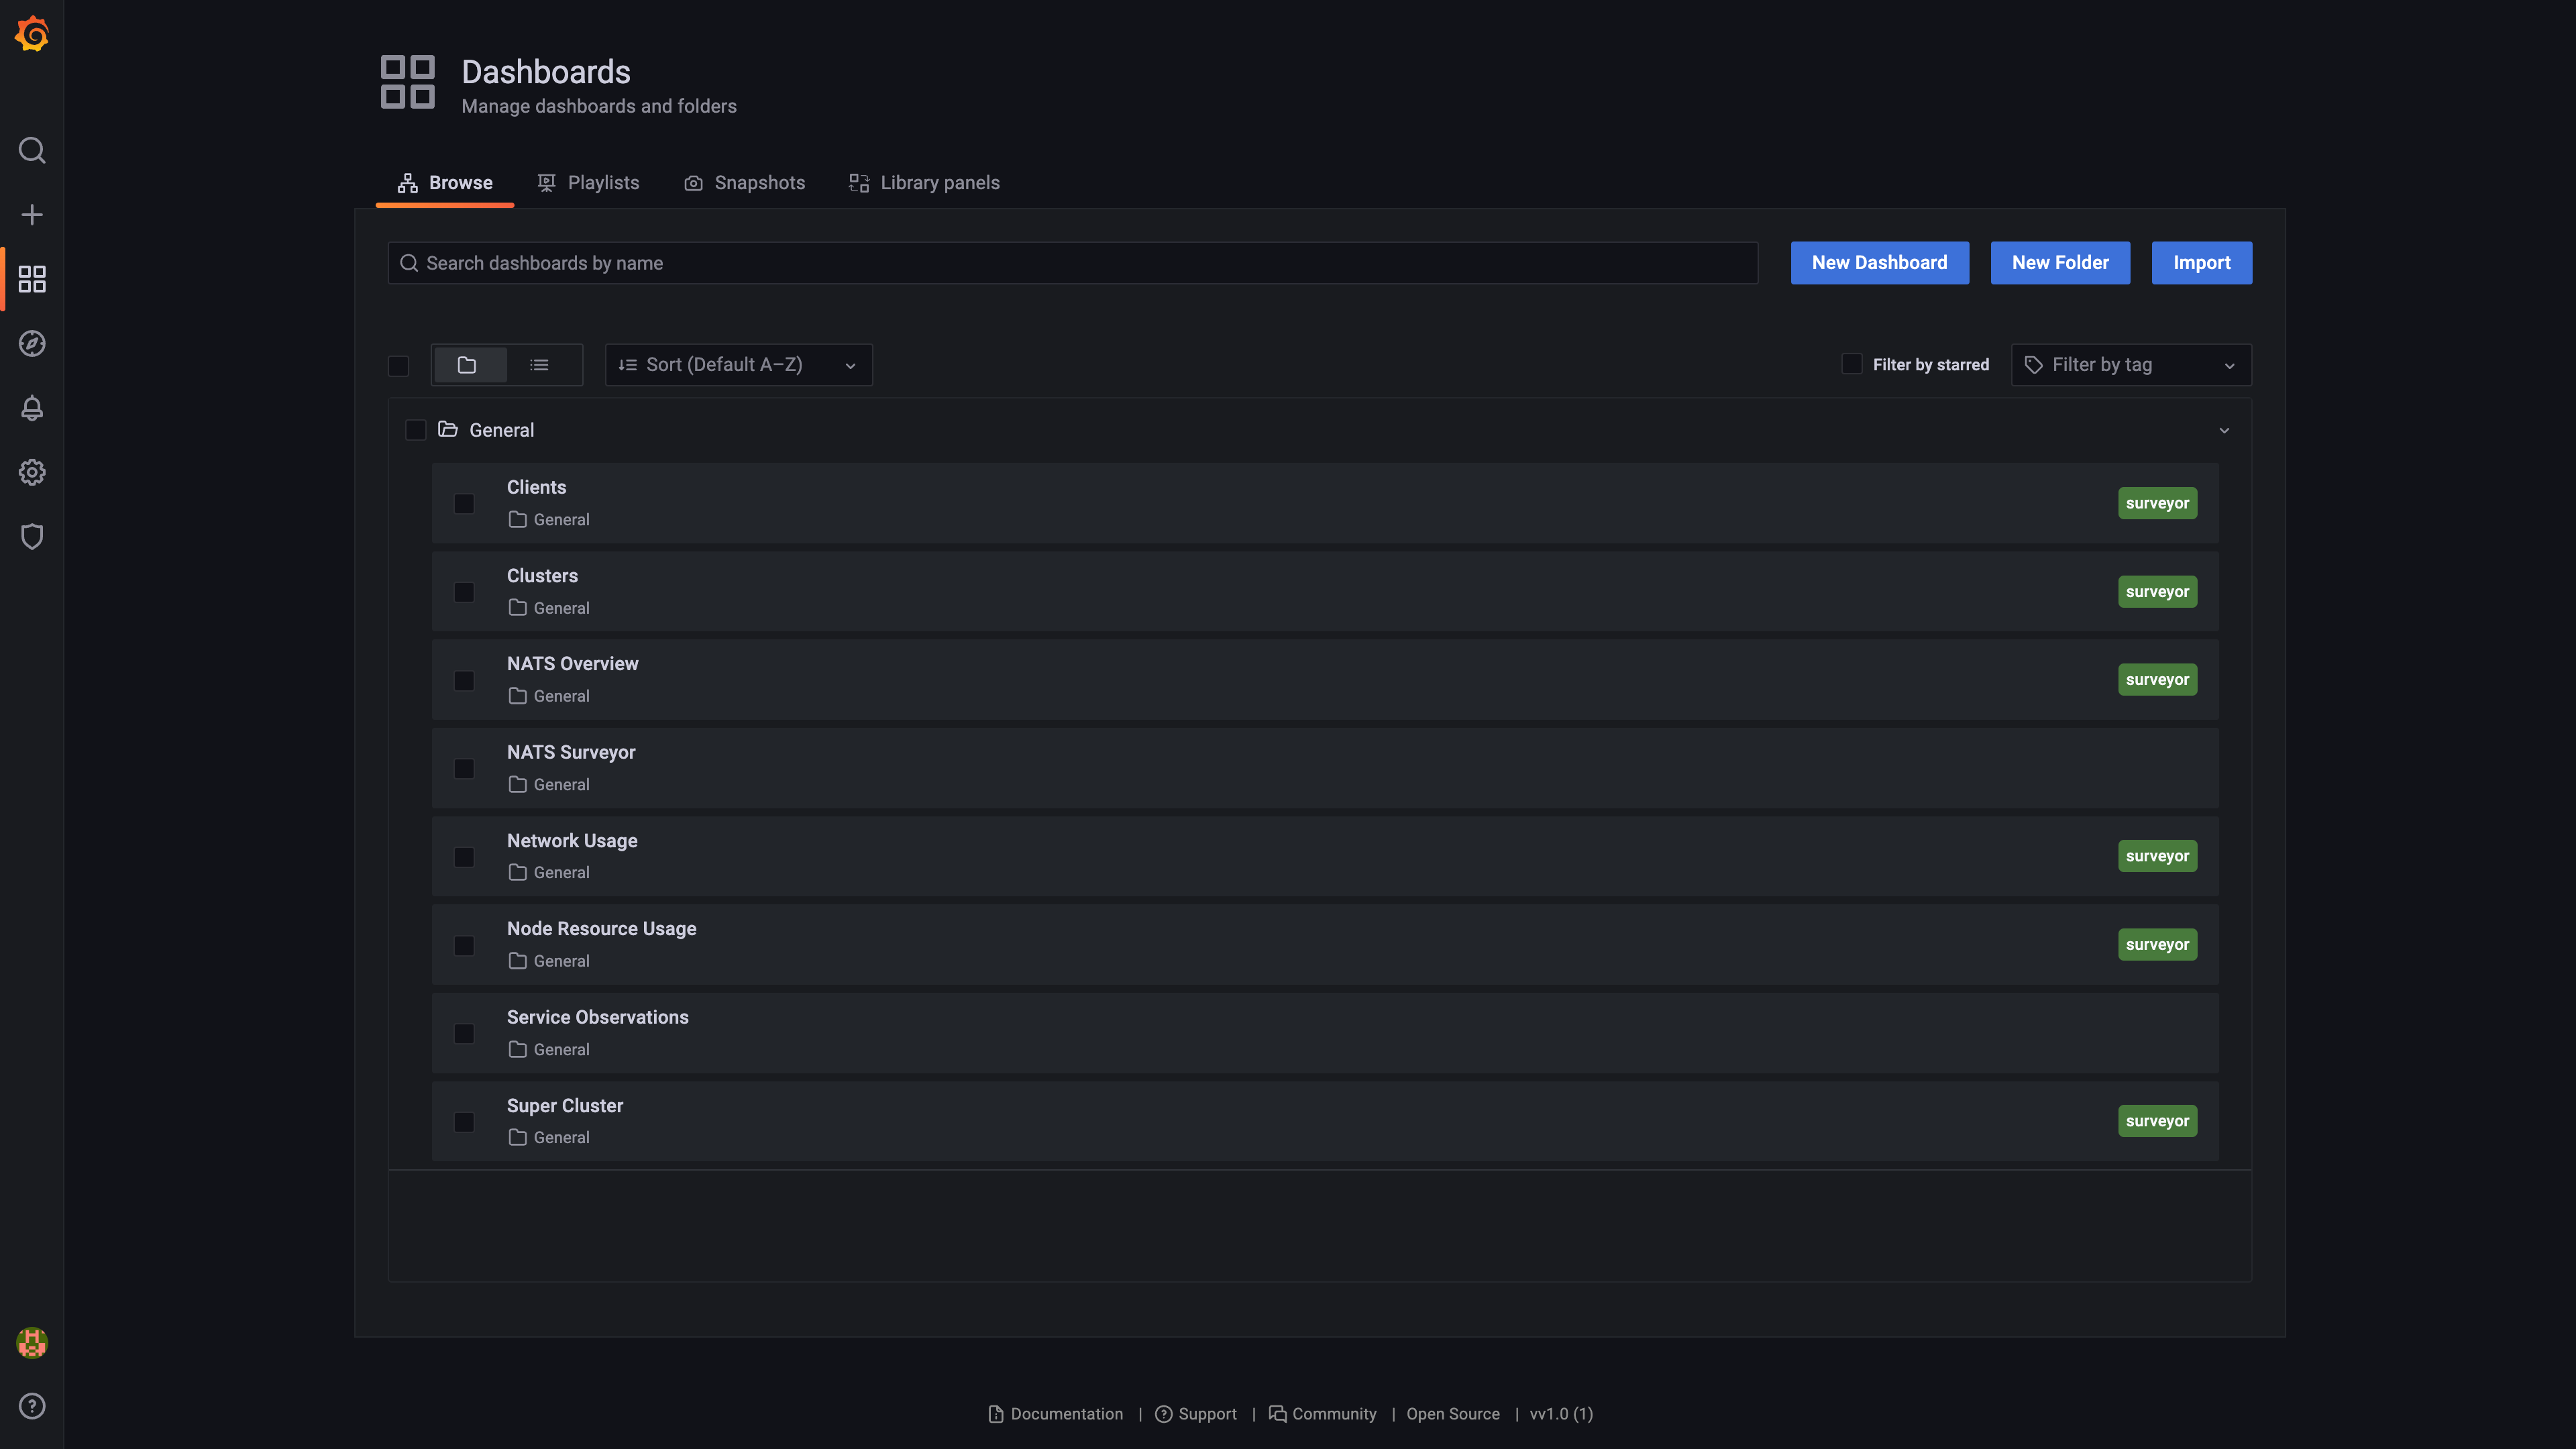 Dashboards
Manage dashboards and folders
Browse
Playlists
Snapshots
Library panels
Search dashboards by name
New Dashboard
New Folder
Import
Sort (Default A–Z)
Filter by starred
Filter by tag
General
Clients
General
surveyor
Clusters
General
surveyor
NATS Overview
General
surveyor
NATS Surveyor
General
Network Usage
General
surveyor
Node Resource Usage
General
surveyor
Service Observations
General
Super Cluster
General
surveyor
Documentation | Support | Community | Open Source | vv1.0 (1)